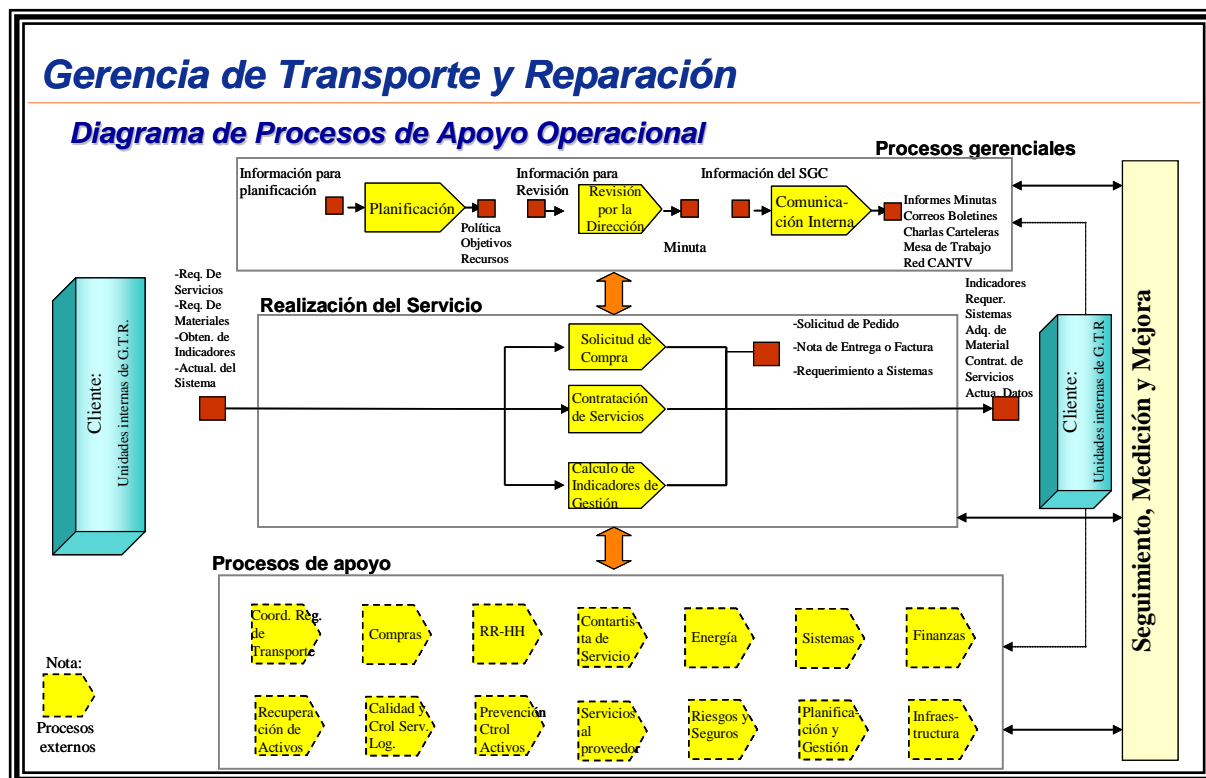 Gerencia de Transporte y Reparación
Diagrama de Procesos de Apoyo Operacional
Procesos gerenciales
Información para
planificación
Planificación
Política
Objetivos
Recursos
Información para
Revisión
Revisión
por la
Dirección
Minuta
Información del SGC
Comunica-
ción Interna
Informes Minutas
Correos Boletines
Charlas Carteleras
Mesa de Trabajo
Red CANTV
Cliente:
Unidades internas de G.T.R.
-Req. De
Servicios
-Req. De
Materiales
-Obten. de
Indicadores
-Actual. del
Sistema
Realización del Servicio
Solicitud de
Compra
Contratación
de Servicios
Calculo de
Indicadores de
Gestión
-Solicitud de Pedido
-Nota de Entrega o Factura
-Requerimiento a Sistemas
Indicadores
Requer.
Sistemas
Adq. de
Material
Contrat. de
Servicios
Actua. Datos
Cliente:
Unidades internas de G.T.R
Seguimiento, Medición y Mejora
Procesos de apoyo
Coord. Reg.
de
Transporte
Compras
RR-HH
Contartis-
ta de
Servicio
Energía
Sistemas
Finanzas
Recupera-
ción de
Activos
Calidad y
Crol Serv.
Log.
Prevención
Ctrol
Activos
Servicios
al
proveedor
Riesgos y
Seguros
Planifica-
ción y
Gestión
Infraes-
tructura
Nota:
Procesos
externos